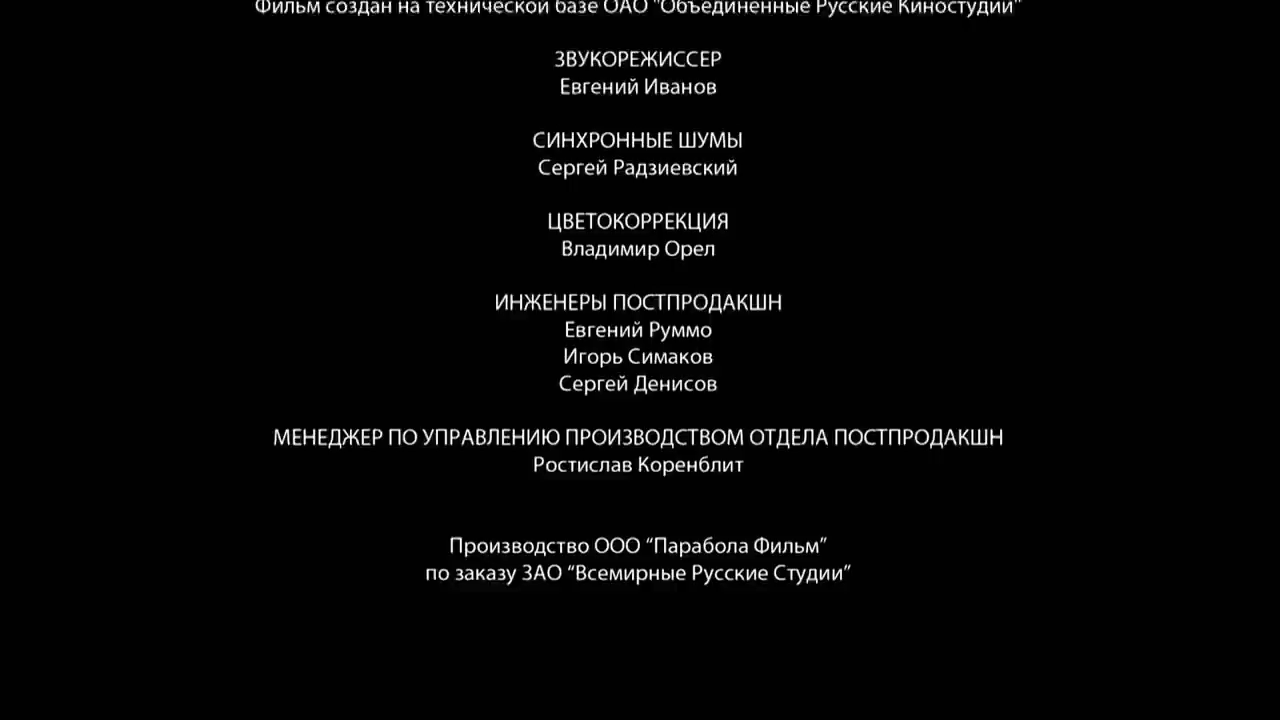 Фильм создан на технической базе ОАО "Объединенные Русские Киностудии"
ЗВУКОРЕЖИССЕР
Евгений Иванов
СИНХРОННЫЕ ШУМЫ
Сергей Радзиевский
ЦВЕТОКОРРЕКЦИЯ
Владимир Орел
ИНЖЕНЕРЫ ПОСТПРОДАКШН
Евгений Руммо
Игорь Симаков
Сергей Денисов
МЕНЕДЖЕР ПО УПРАВЛЕНИЮ ПРОИЗВОДСТВОМ ОТДЕЛА ПОСТПРОДАКШН
Ростислав Коренблит
Производство ООО “Парабола Фильм”
по заказу ЗАО “Всемирные Русские Студии”